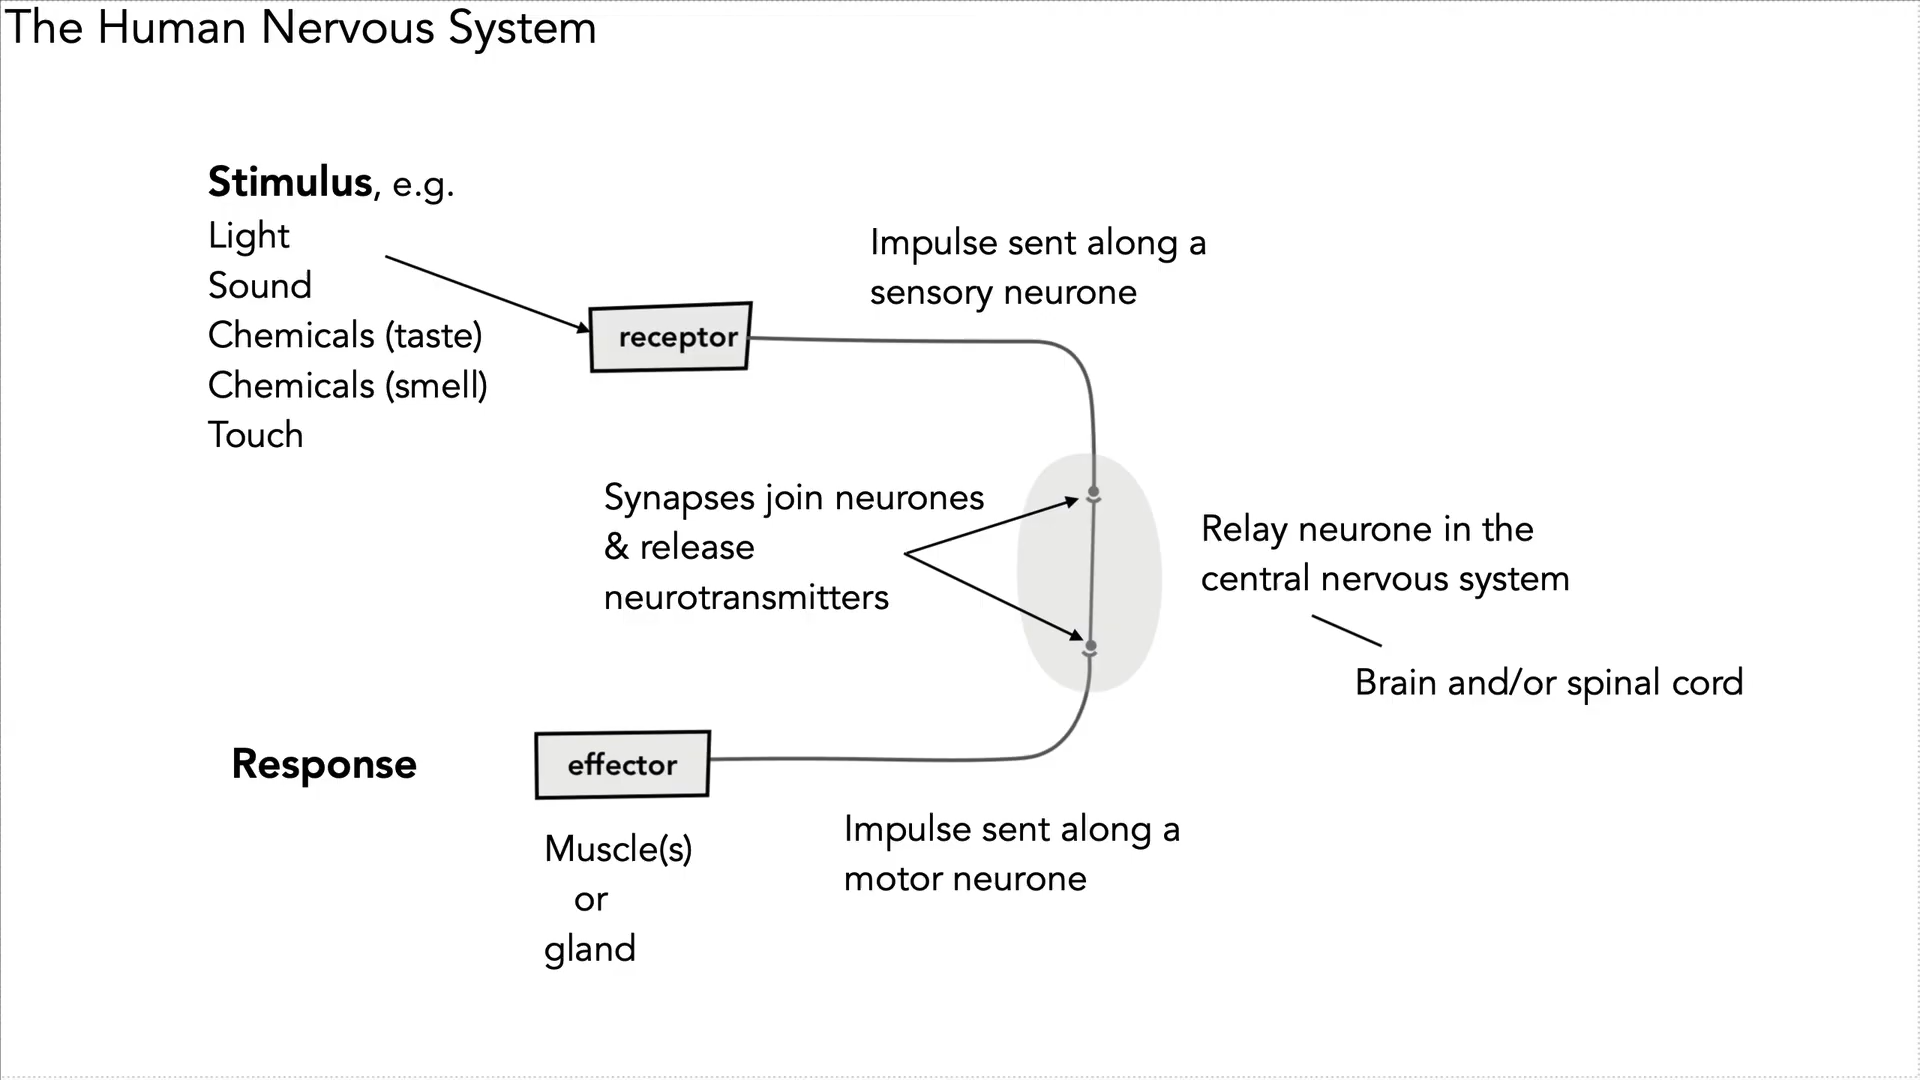 The Human Nervous System
Stimulus, e.g.
Light
Sound
Chemicals (taste)
Chemicals (smell)
Touch
receptor
Impulse sent along a
sensory neurone
Synapses join neurones
& release
neurotransmitters
Relay neurone in the
central nervous system
Brain and/or spinal cord
Response
effector
Muscle(s)
or
gland
Impulse sent along a
motor neurone